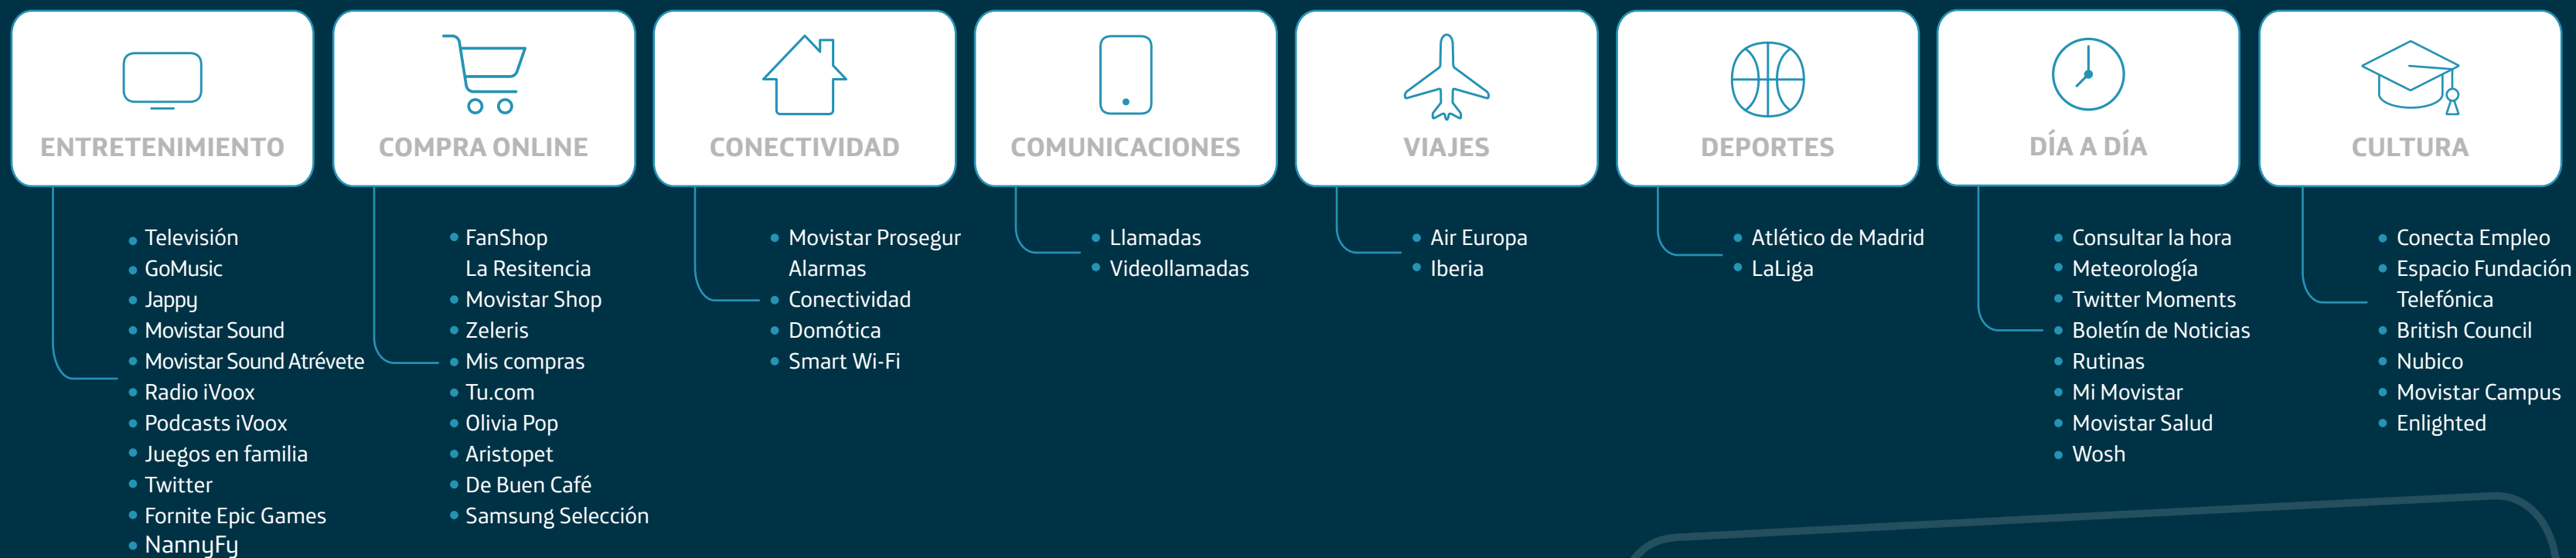 ENTRETENIMIENTO
Televisión
GoMusic
Jappy
Movistar Sound
Movistar Sound Atrévete
Radio iVoox
Podcasts iVoox
Juegos en familia
Twitter
Fornite Epic Games
NannyFy
COMPRA ONLINE
FanShop
La Resitencia
Movistar Shop
Zeleris
Mis compras
Tu.com
Olivia Pop
Aristopet
De Buen Café
Samsung Selección
CONECTIVIDAD
Movistar Prosegur
Alarmas
Conectividad
Domótica
Smart Wi-Fi
COMUNICACIONES
Llamadas
Videollamadas
VIAJES
Air Europa
Iberia
DEPORTES
Atlético de Madrid
LaLiga
DÍA A DÍA
Consultar la hora
Meteorología
Twitter Moments
Boletín de Noticias
Rutinas
Mi Movistar
Movistar Salud
Wosh
CULTURA
Conecta Empleo
Espacio Fundación
Telefónica
British Council
Nubico
Movistar Campus
Enlighted